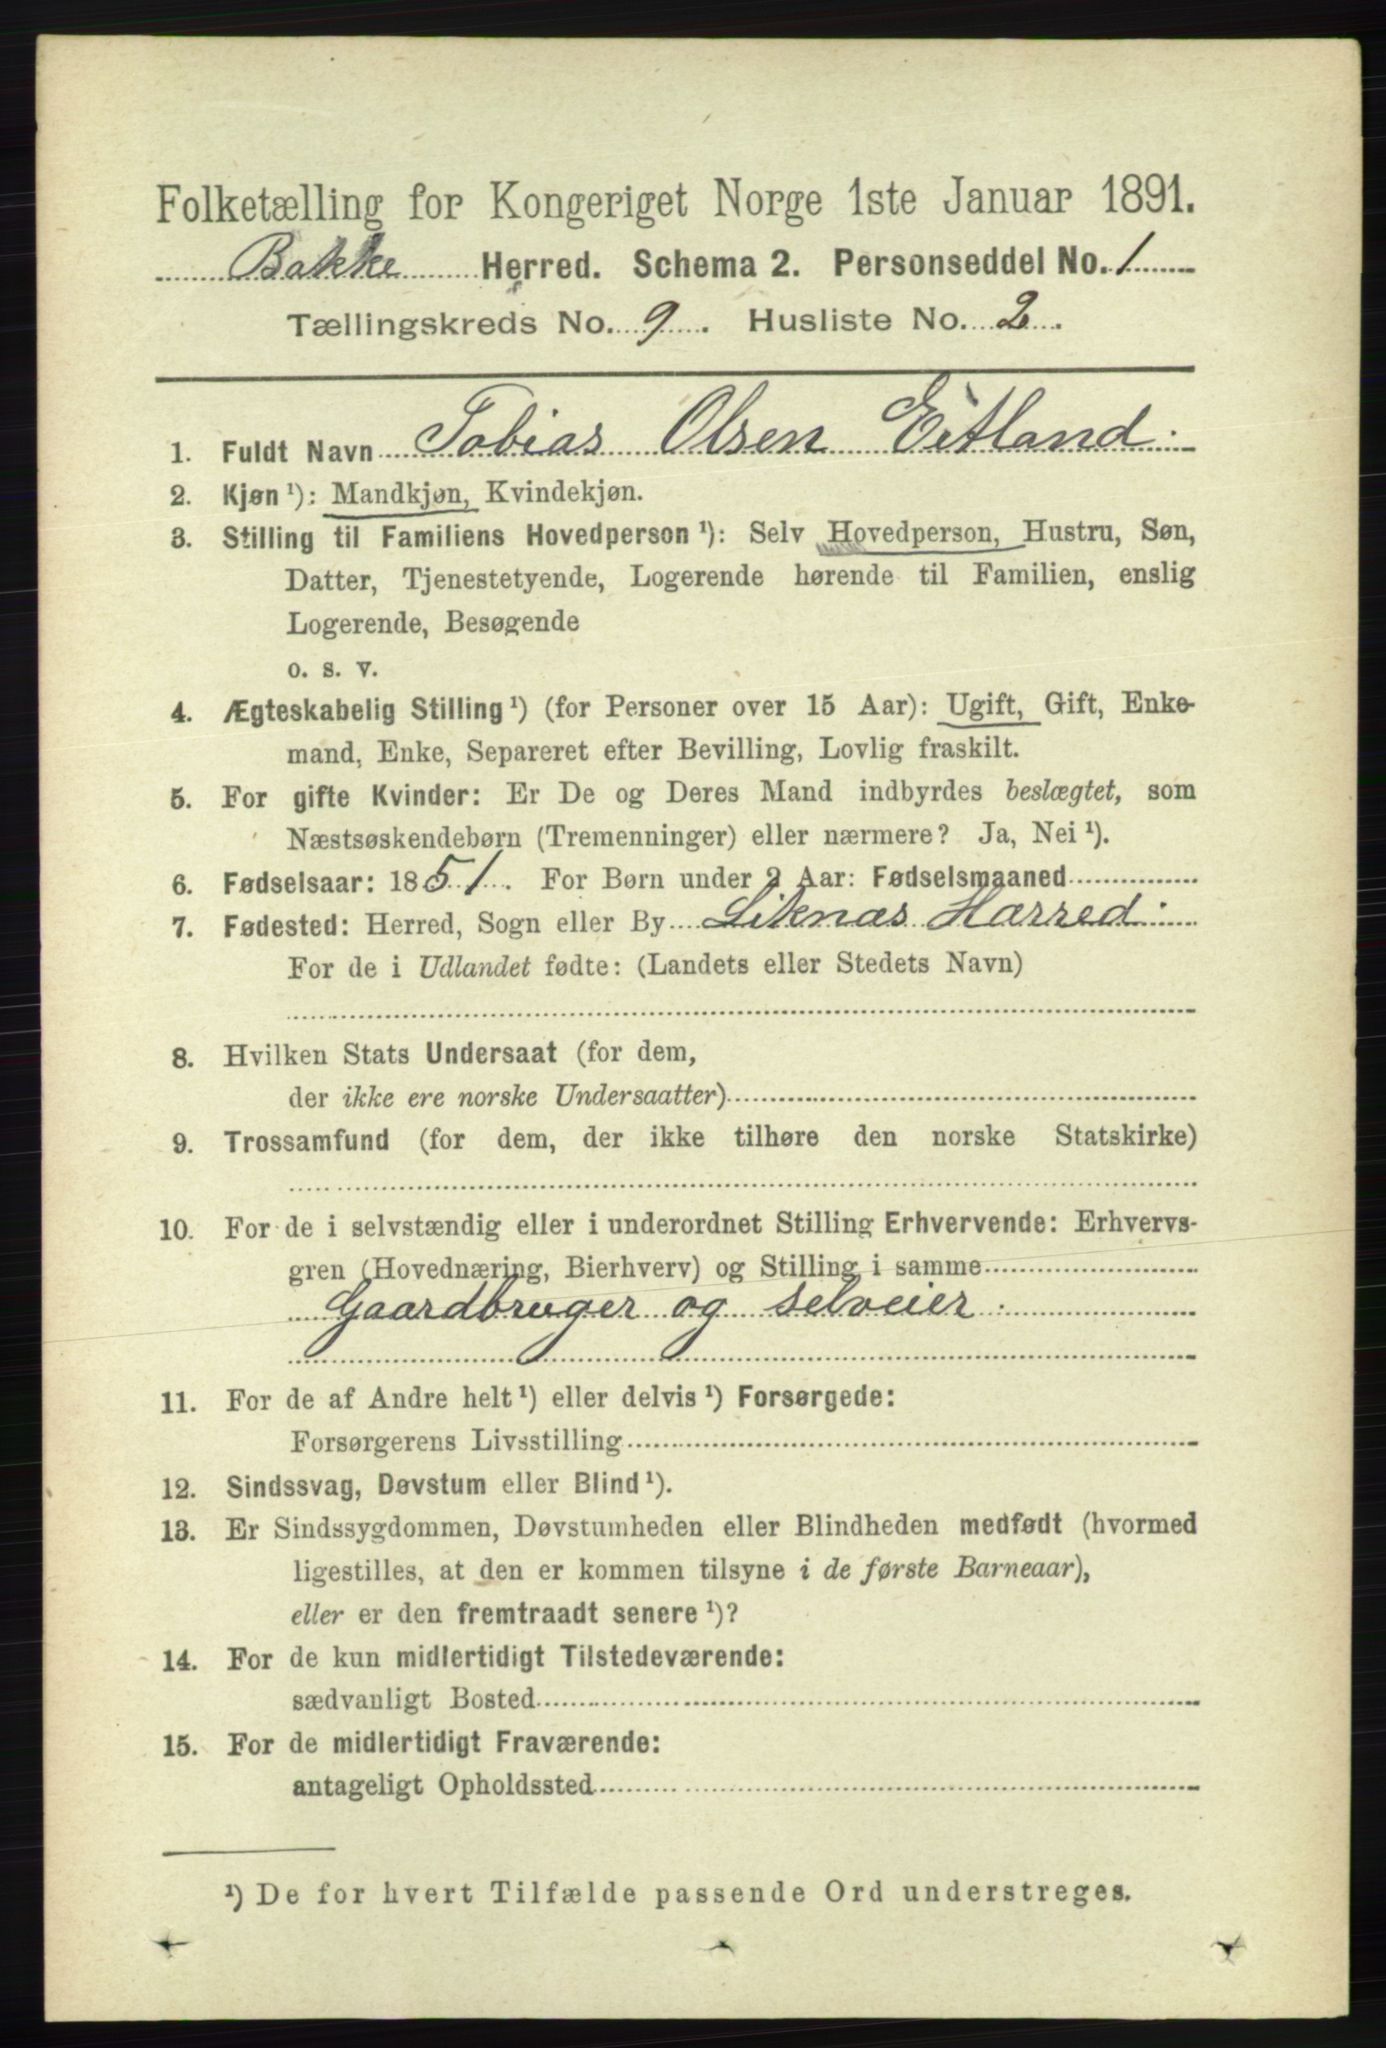 Folketælling for Kongeriget Norge 1ste Januar 1891.
Bakke Herred. Schema 2. Personseddel No. 1
Tællingskreds No. 9. Husliste No. 2.
1. Fuldt Navn Tobias Olsen Eitland.
2. Kjøn ¹): Mandkjøn, Kvindekjøn.
3. Stilling til Familiens Hovedperson ¹): Selv Hovedperson, Hustru, Søn,
Datter, Tjenestetyende, Logerende hørende til Familien, enslig
Logerende, Besøgende
o. s. v.
4. Ægteskabelig Stilling ¹) (for Personer over 15 Aar): Ugift, Gift, Enke-
mand, Enke, Separeret efter Bevilling, Lovlig fraskilt.
5. For gifte Kvinder: Er De og Deres Mand indbyrdes beslægtet, som
Næstsøskendebørn (Tremenninger) eller nærmere? Ja, Nei ¹).
6. Fødselsaar: 1851. For Børn under 2 Aar: Fødselsmaaned
7. Fødested: Herred, Sogn eller By Liknæs Harred.
For de i Udlandet fødte: (Landets eller Stedets Navn)
8. Hvilken Stats Undersaat (for dem,
der ikke ere norske Undersaatter)
9. Trossamfund (for dem, der ikke tilhøre den norske Statskirke)
10. For de i selvstændig eller i underordnet Stilling Erhvervende: Erhvervs-
gren (Hovednæring, Bierhverv) og Stilling i samme
Gaardbruger og selveier.
11. For de af Andre helt ¹) eller delvis ¹) Forsørgede:
Forsørgerens Livsstilling
12. Sindssvag, Døvstum eller Blind ¹).
13. Er Sindssygdommen, Døvstumheden eller Blindheden medfødt (hvormed
ligestilles, at den er kommen tilsyne i de første Barneaar),
eller er den fremtraadt senere ¹)?
14. For de kun midlertidigt Tilstedeværende:
sædvanligt Bosted
15. For de midlertidigt Fraværende:
antageligt Opholdssted
¹) De for hvert Tilfælde passende Ord understreges.